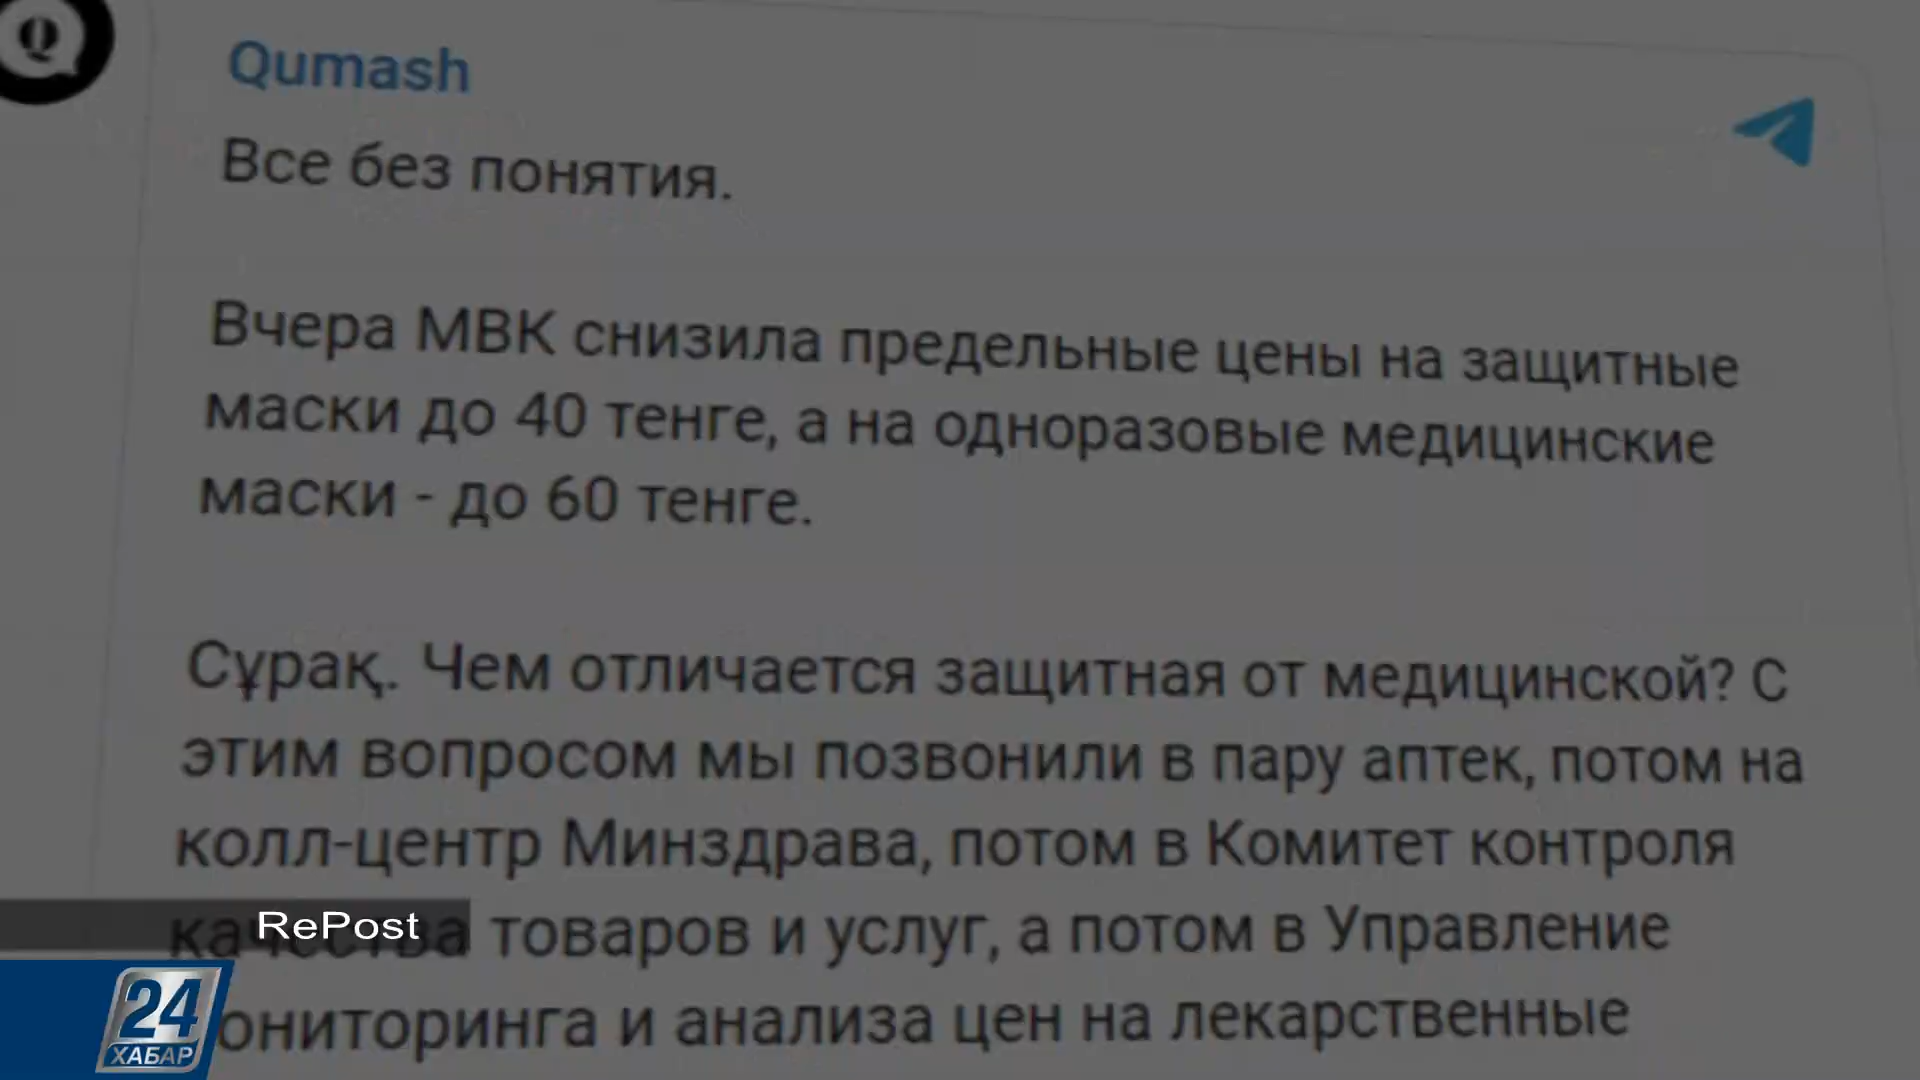 Q
Qumash
Все без понятия.
Вчера МВК снизила предельные цены на защитные
маски до 40 тенге, а на одноразовые медицинские
маски - до 60 тенге.
Сұрақ. Чем отличается защитная от медицинской? С
этим вопросом мы позвонили в пару аптек, потом на
колл-центр Минздрава, потом в Комитет контроля
качества товаров и услуг, а потом в Управление
RePost
ониторинга и анализа цен на лекарственные
24
ХАБАР